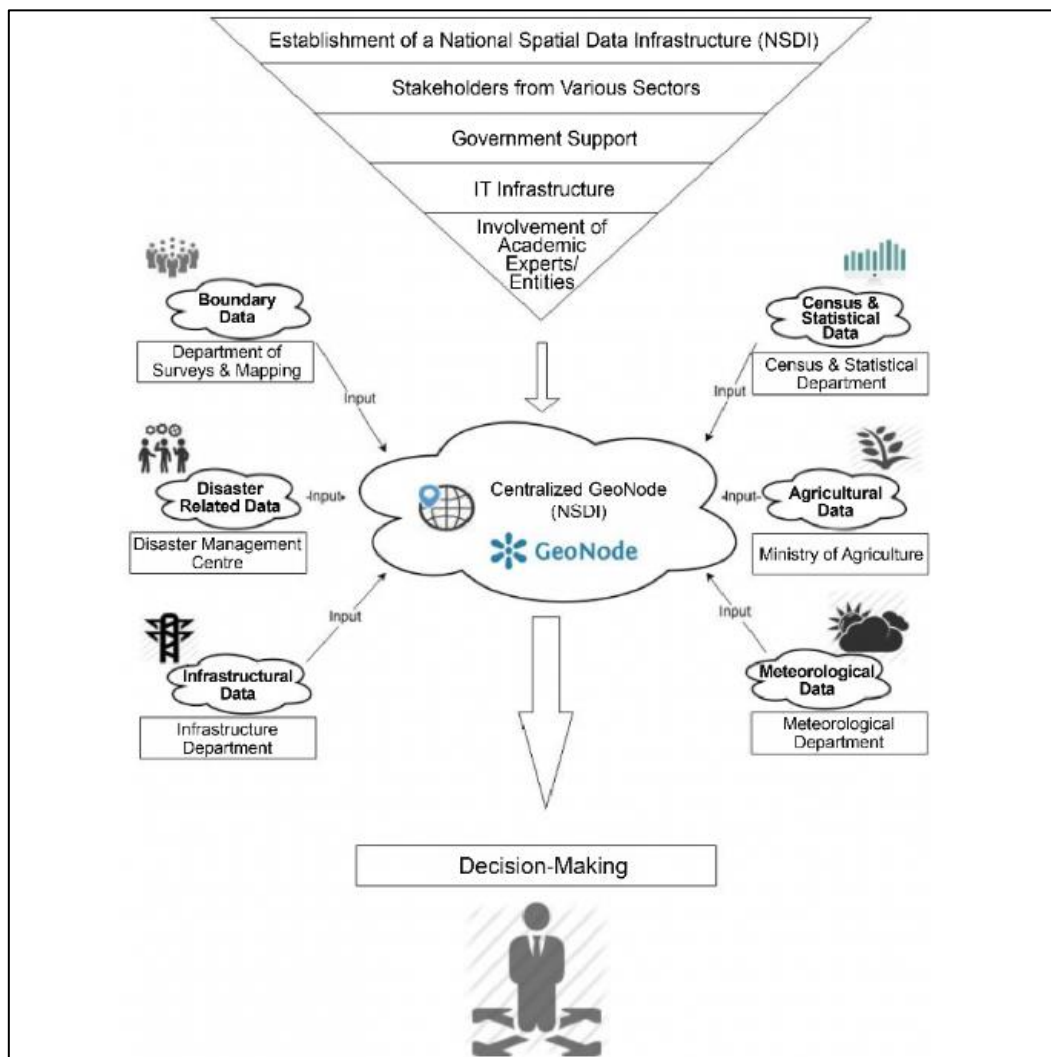 Establishment of a National Spatial Data Infrastructure (NSDI)
Stakeholders from Various Sectors
Government Support
IT Infrastructure
Involvement of
Academic
Experts/
Entities
Boundary
Data
Department of
Surveys & Mapping
Input
Census &
Statistical
Data
Census & Statistical
Department
Input
Disaster
Related Data
Disaster Management
Centre
Input
Centralized GeoNode
(NSDI)
GeoNode
Input
Agricultural
Data
Ministry of Agriculture
Input
Infrastructural
Data
Infrastructure
Department
Input
Meteorological
Data
Meteorological
Department
Decision-Making